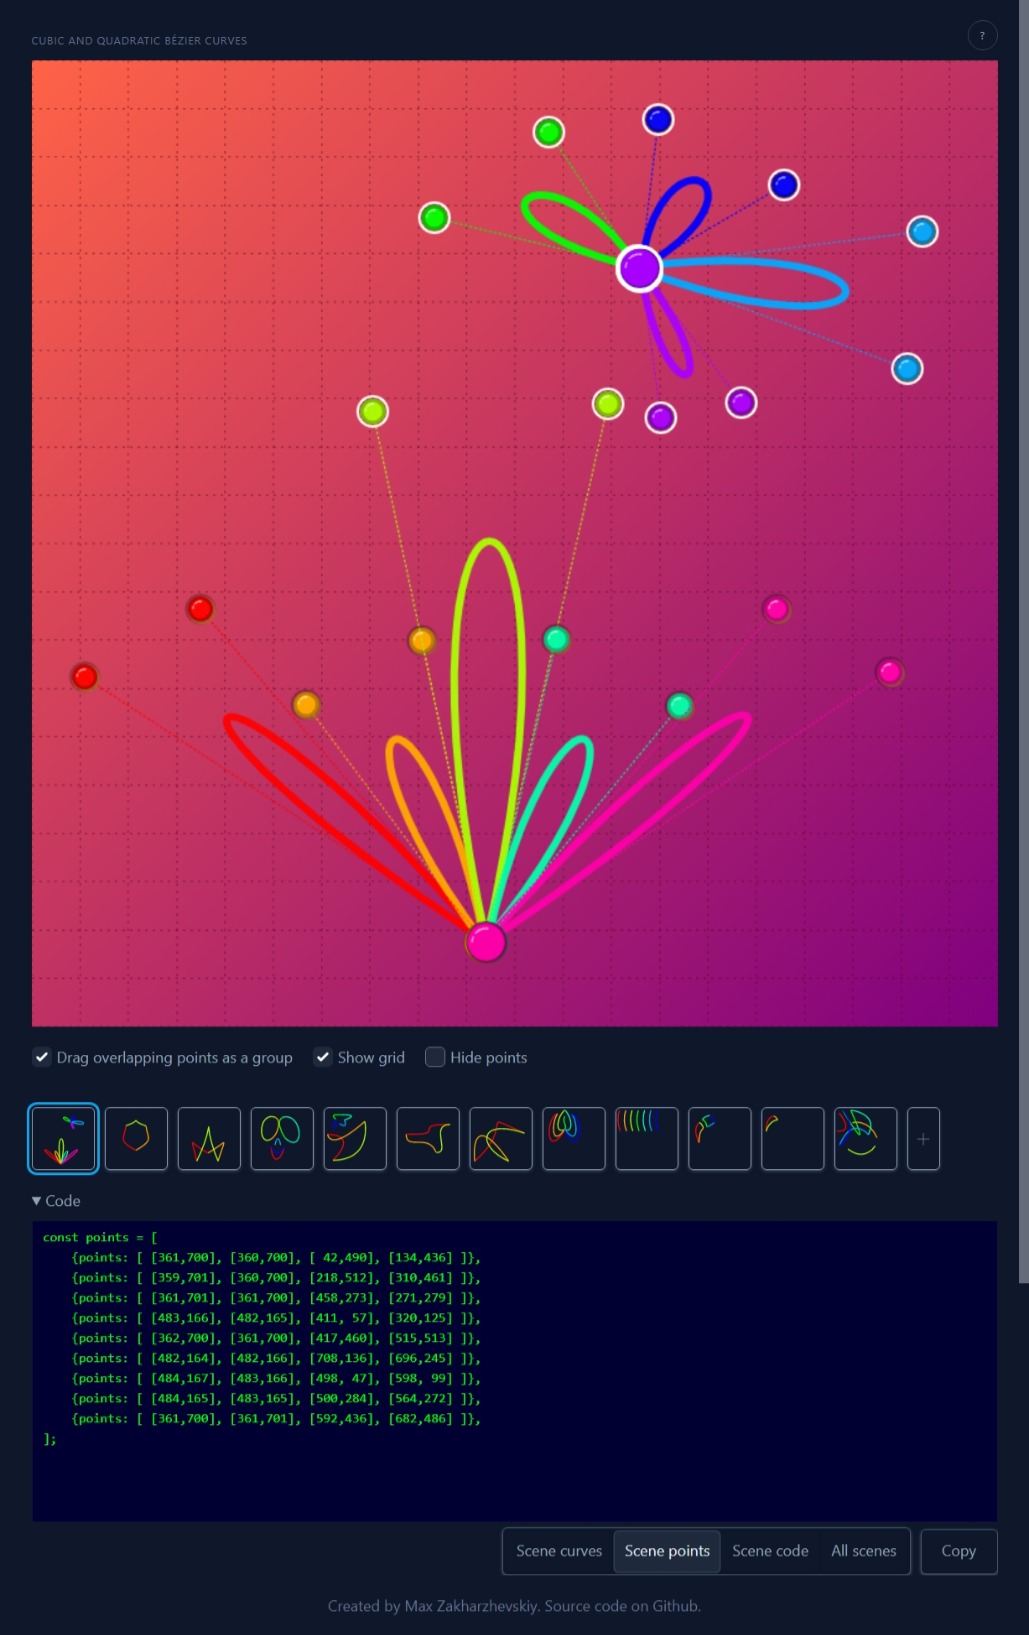 CUBIC AND QUADRATIC BÉZIER CURVES
?
Drag overlapping points as a group Show grid Hide points
+
▼ Code
const points = [
{points: [ [361,700], [360,700], [ 42,490], [134,436] ]},
{points: [ [359,701], [360,700], [218,512], [310,461] ]},
{points: [ [361,701], [361,700], [458,273], [271,279] ]},
{points: [ [483,166], [482,165], [411, 57], [320,125] ]},
{points: [ [362,700], [361,700], [417,460], [515,513] ]},
{points: [ [482,164], [482,166], [708,136], [696,245] ]},
{points: [ [484,167], [483,166], [498, 47], [598, 99] ]},
{points: [ [484,165], [483,165], [500,284], [564,272] ]},
{points: [ [361,700], [361,701], [592,436], [682,486] ]},
];
Scene curves Scene points Scene code All scenes Copy
Created by Max Zakharzhevskiy. Source code on Github.